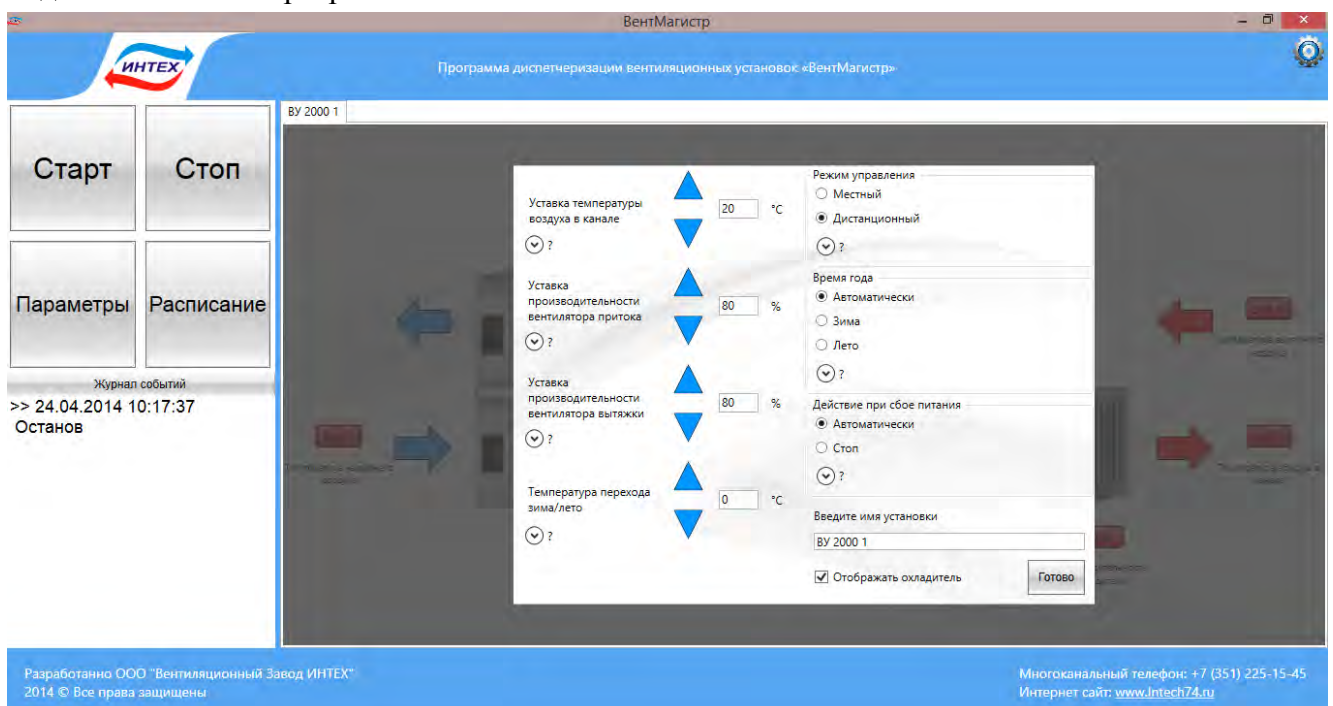 ВентМагистр
ИНТЕХ
Программа диспетчеризации вентиляционных установок «ВентМагистр»
ВУ 2000 1
Старт
Стоп
Параметры
Расписание
Журнал событий
>> 24.04.2014 10:17:37
Останов
Уставка температуры
воздуха в канале
20 °C
?
Уставка
производительности
вентилятора притока
80 %
?
Уставка
производительности
вентилятора вытяжки
80 %
?
Температура перехода
зима/лето
0 °C
?
Режим управления
Местный
Дистанционный
?
Время года
Автоматически
Зима
Лето
?
Действие при сбое питания
Автоматически
Стоп
?
Введите имя установки
ВУ 2000 1
Отображать охладитель
Готово
Разработанно ООО "Вентиляционный Завод ИНТЕХ"
2014 © Все права защищены
Многоканальный телефон: +7 (351) 225-15-45
Интернет сайт: www.Intech74.ru